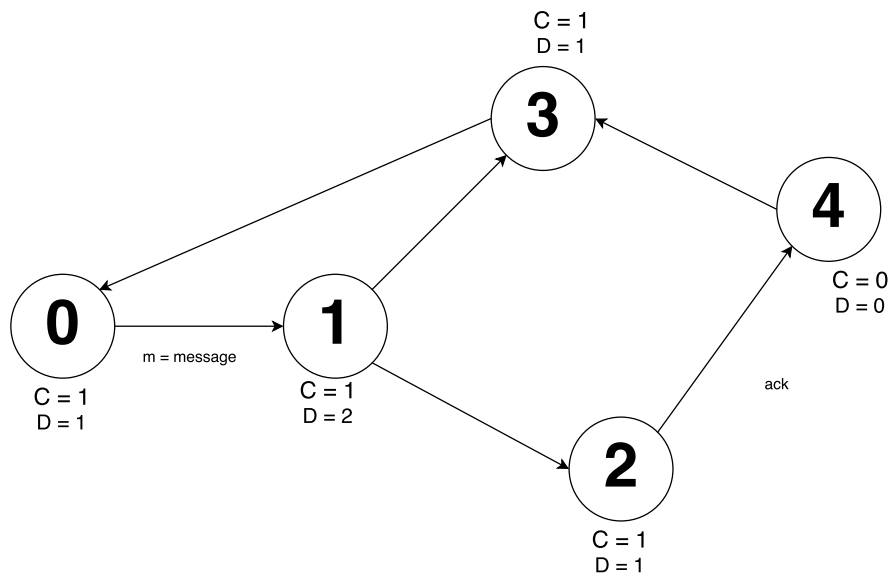 C = 1
D = 1
3
4
C = 0
D = 0
0
m = message
1
C = 1
D = 1
C = 1
D = 2
ack
2
C = 1
D = 1